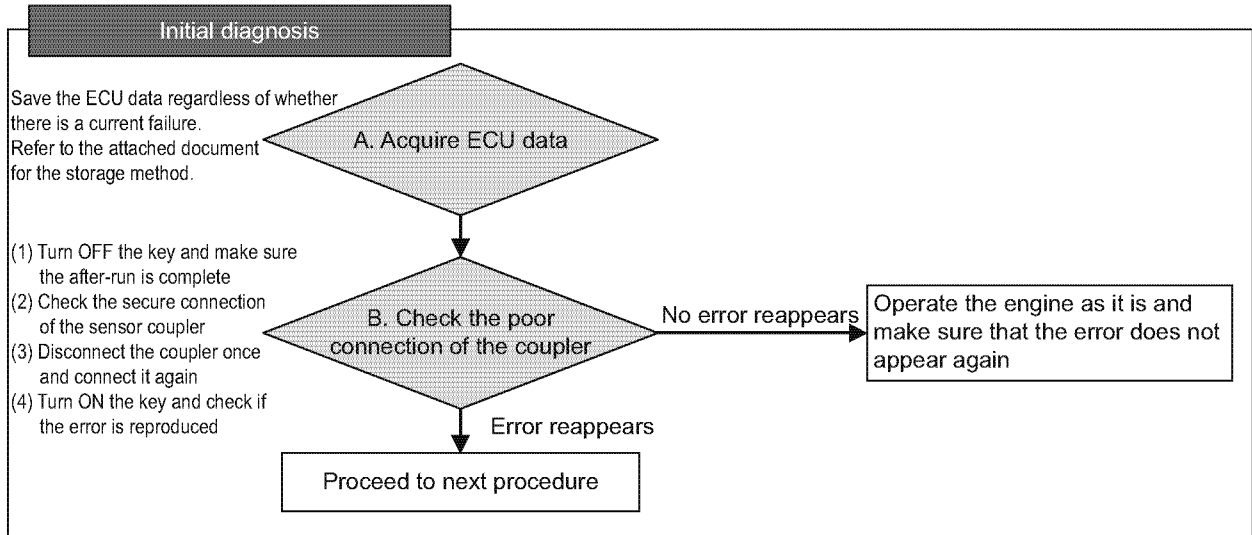 Initial diagnosis
Save the ECU data regardless of whether
there is a current failure.
Refer to the attached document
for the storage method.
A. Acquire ECU data
(1) Turn OFF the key and make sure
the after-run is complete
(2) Check the secure connection
of the sensor coupler
(3) Disconnect the coupler once
and connect it again
(4) Turn ON the key and check if
the error is reproduced
B. Check the poor
connection of the coupler
No error reappears
Operate the engine as it is and
make sure that the error does not
appear again
Error reappears
Proceed to next procedure